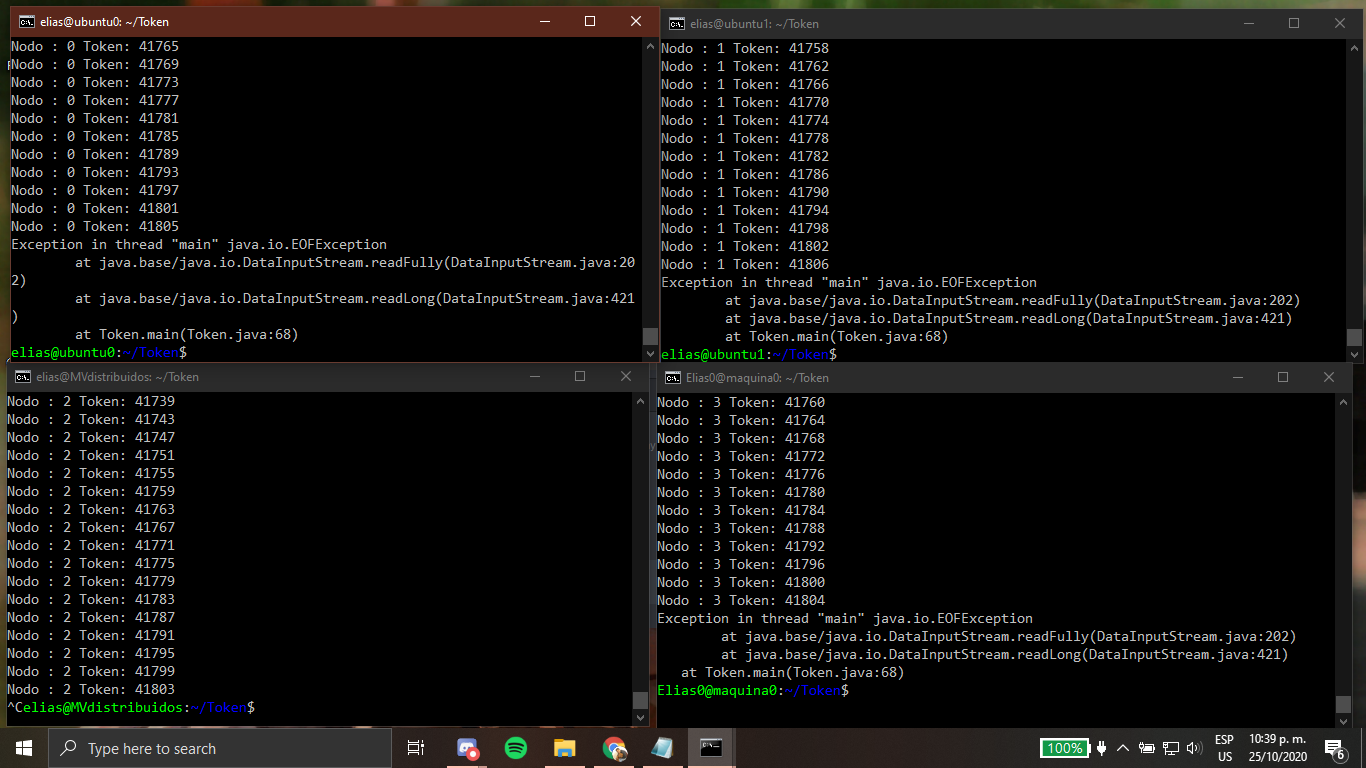 elias@ubuntu0: ~/Token
Nodo : 0 Token: 41765
Nodo : 0 Token: 41769
Nodo : 0 Token: 41773
Nodo : 0 Token: 41777
Nodo : 0 Token: 41781
Nodo : 0 Token: 41785
Nodo : 0 Token: 41789
Nodo : 0 Token: 41793
Nodo : 0 Token: 41797
Nodo : 0 Token: 41801
Nodo : 0 Token: 41805
Exception in thread "main" java.io.EOFException
at java.base/java.io.DataInputStream.readFully(DataInputStream.java:20
2)
at java.base/java.io.DataInputStream.readLong(DataInputStream.java:421
)
at Token.main(Token.java:68)
elias@ubuntu0:~/Token$
elias@ubuntu1: ~/Token
Nodo : 1 Token: 41758
Nodo : 1 Token: 41762
Nodo : 1 Token: 41766
Nodo : 1 Token: 41770
Nodo : 1 Token: 41774
Nodo : 1 Token: 41778
Nodo : 1 Token: 41782
Nodo : 1 Token: 41786
Nodo : 1 Token: 41790
Nodo : 1 Token: 41794
Nodo : 1 Token: 41798
Nodo : 1 Token: 41802
Nodo : 1 Token: 41806
Exception in thread "main" java.io.EOFException
at java.base/java.io.DataInputStream.readFully(DataInputStream.java:202)
at java.base/java.io.DataInputStream.readLong(DataInputStream.java:421)
at Token.main(Token.java:68)
elias@ubuntu1:~/Token$
elias@MVdistribuidos: ~/Token
Nodo : 2 Token: 41739
Nodo : 2 Token: 41743
Nodo : 2 Token: 41747
Nodo : 2 Token: 41751
Nodo : 2 Token: 41755
Nodo : 2 Token: 41759
Nodo : 2 Token: 41763
Nodo : 2 Token: 41767
Nodo : 2 Token: 41771
Nodo : 2 Token: 41775
Nodo : 2 Token: 41779
Nodo : 2 Token: 41783
Nodo : 2 Token: 41787
Nodo : 2 Token: 41791
Nodo : 2 Token: 41795
Nodo : 2 Token: 41799
Nodo : 2 Token: 41803
^Celias@MVdistribuidos:~/Token$
Elias0@maquina0: ~/Token
Nodo : 3 Token: 41760
Nodo : 3 Token: 41764
Nodo : 3 Token: 41768
Nodo : 3 Token: 41772
Nodo : 3 Token: 41776
Nodo : 3 Token: 41780
Nodo : 3 Token: 41784
Nodo : 3 Token: 41788
Nodo : 3 Token: 41792
Nodo : 3 Token: 41796
Nodo : 3 Token: 41800
Nodo : 3 Token: 41804
Exception in thread "main" java.io.EOFException
at java.base/java.io.DataInputStream.readFully(DataInputStream.java:202)
at java.base/java.io.DataInputStream.readLong(DataInputStream.java:421)
at Token.main(Token.java:68)
Elias0@maquina0:~/Token$
Type here to search
100%
ESP
US
10:39 p. m.
25/10/2020
6